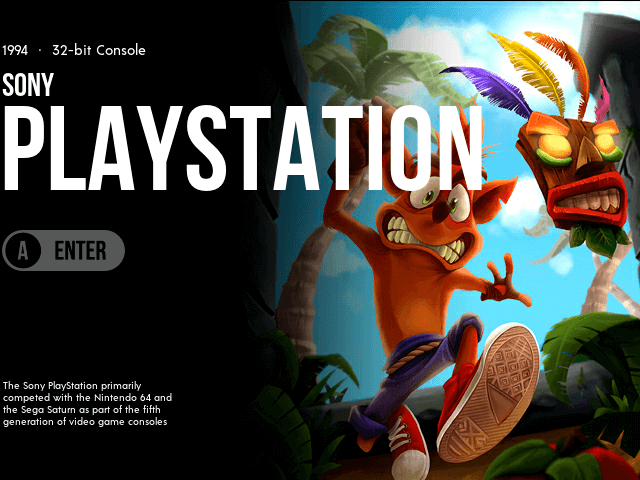 1994 · 32-bit Console
SONY
PLAYSTATION
A ENTER
The Sony PlayStation primarily
competed with the Nintendo 64 and
the Sega Saturn as part of the fifth
generation of video game consoles